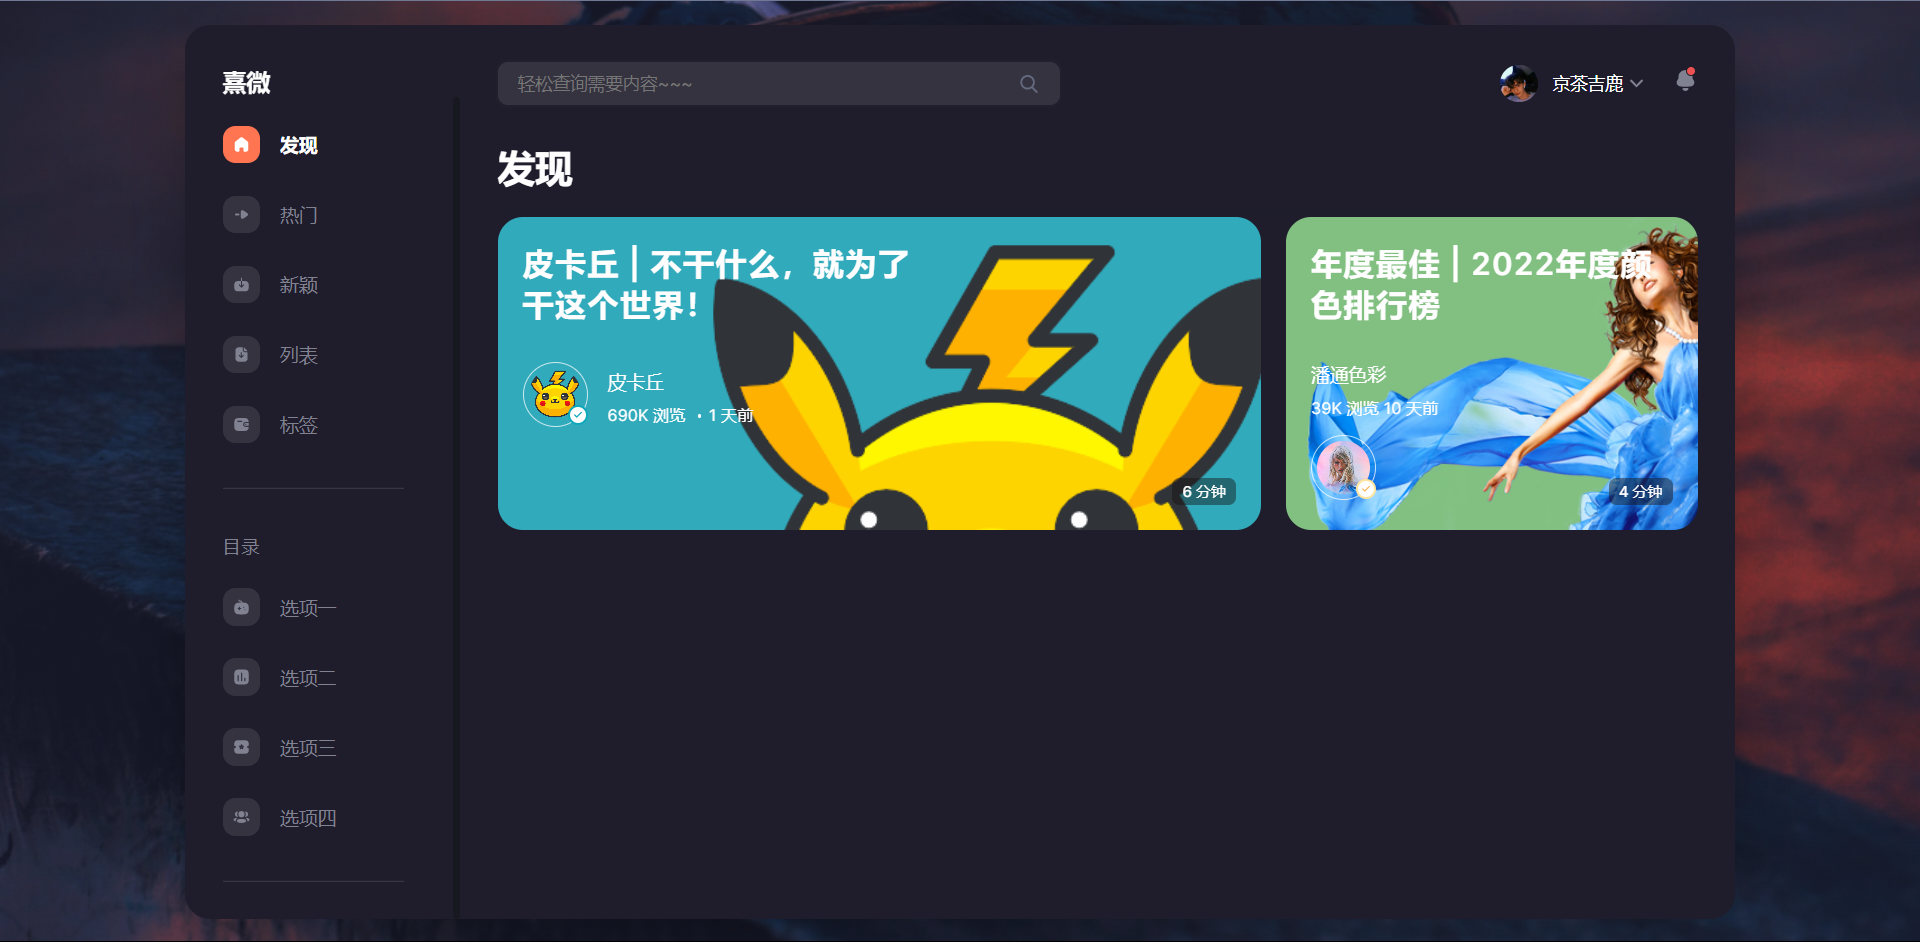 熹微
发现
热门
新颖
列表
标签
目录
选项一
选项二
选项三
选项四
轻松查询需要内容~~~
京茶吉鹿
发现
皮卡丘 | 不干什么，就为了
干这个世界！
皮卡丘
690K 浏览 • 1 天前
6 分钟
年度最佳 | 2022年度颜
色排行榜
潘通色彩
39K 浏览 10 天前
4 分钟